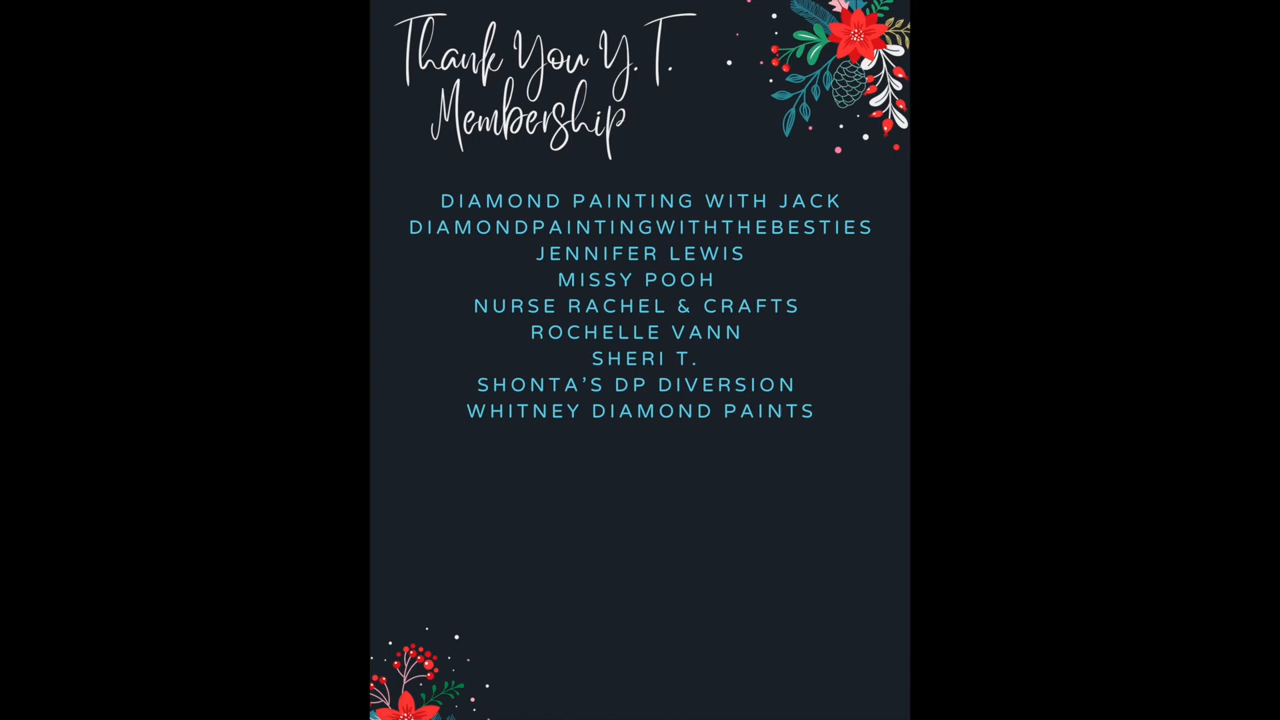 Thank You Y. T.
Membership
DIAMOND PAINTING WITH JACK
DIAMONDPAINTINGWITHTHEBESTIES
JENNIFER LEWIS
MISSY POOH
NURSE RACHEL & CRAFTS
ROCHELLE VANN
SHERI T.
SHONTA'S DP DIVERSION
WHITNEY DIAMOND PAINTS